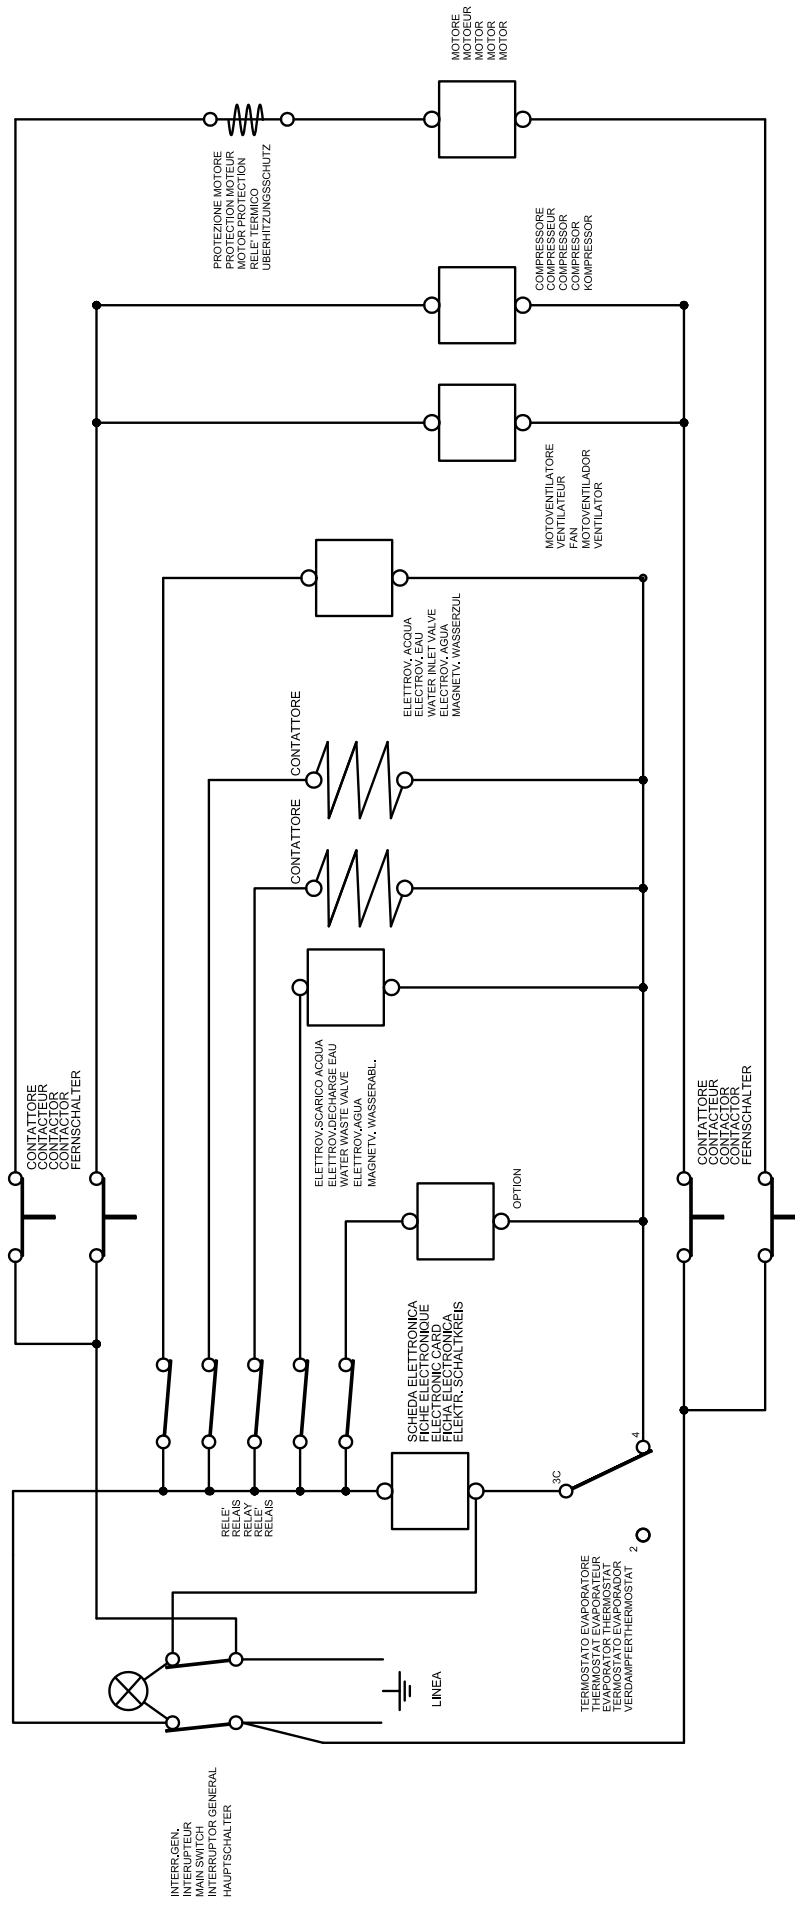 MOTORE
MOTOEUR
MOTOR
MOTOR
MOTOR
PROTEZIONE MOTORE
PROTECTION MOTEUR
MOTOR PROTECTION
RELE' TERMICO
UBERHITZUNGSSCHUTZ
COMPRESSORE
COMPRESSEUR
COMPRESSOR
COMPRESOR
KOMPRESSOR
MOTOVENTILATORE
VENTILATEUR
FAN
MOTOVENTILADOR
VENTILATOR
ELETTROV. ACQUA
ELECTROV. EAU
WATER INLET VALVE
ELECTROV. AGUA
MAGNETV. WASSERZUL
CONTATTORE
CONTATTORE
ELETTROV.SCARICO ACQUA
ELETTROV.DECHARGE EAU
WATER WASTE VALVE
ELETTROV.AGUA
MAGNETV. WASSERABL.
CONTATTORE
CONTACTEUR
CONTACTOR
CONTACTOR
FERNSCHALTER
CONTATTORE
CONTACTEUR
CONTACTOR
CONTACTOR
FERNSCHALTER
OPTION
SCHEDA ELETTRONICA
FICHE ELECTRONIQUE
ELECTRONIC CARD
FICHA ELECTRONICA
ELEKTR. SCHALTKREIS
RELE'
RELAIS
RELAY
RELE'
RELAIS
3C
4
2
TERMOSTATO EVAPORATORE
THERMOSTAT EVAPORATEUR
EVAPORATOR THERMOSTAT
TERMOSTATO EVAPORADOR
VERDAMPFERTHERMOSTAT
LINEA
INTERR.GEN.
INTERUPTEUR
MAIN SWITCH
INTERRUPTOR GENERAL
HAUPTSCHALTER